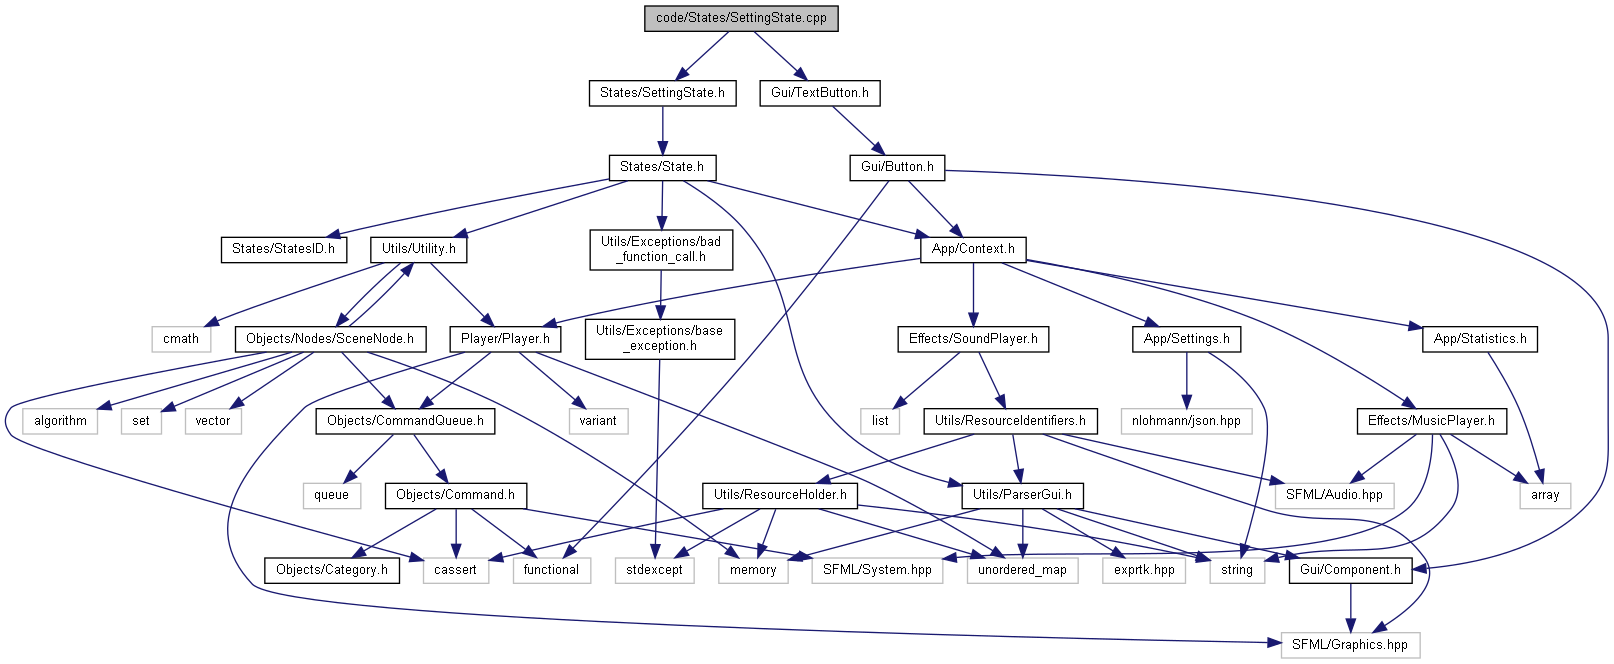 code/States/SettingState.cpp
States/SettingState.h
Gui/TextButton.h
States/State.h
Gui/Button.h
States/StatesID.h
Utils/Utility.h
Utils/Exceptions/bad
_function_call.h
App/Context.h
cmath
Objects/Nodes/SceneNode.h
Player/Player.h
Utils/Exceptions/base
_exception.h
Effects/SoundPlayer.h
App/Settings.h
App/Statistics.h
algorithm
set
vector
Objects/CommandQueue.h
variant
list
Utils/ResourceIdentifiers.h
nlohmann/json.hpp
Effects/MusicPlayer.h
queue
Objects/Command.h
Utils/ResourceHolder.h
Utils/ParserGui.h
SFML/Audio.hpp
array
Objects/Category.h
cassert
functional
stdexcept
memory
SFML/System.hpp
unordered_map
exprtk.hpp
string
Gui/Component.h
SFML/Graphics.hpp